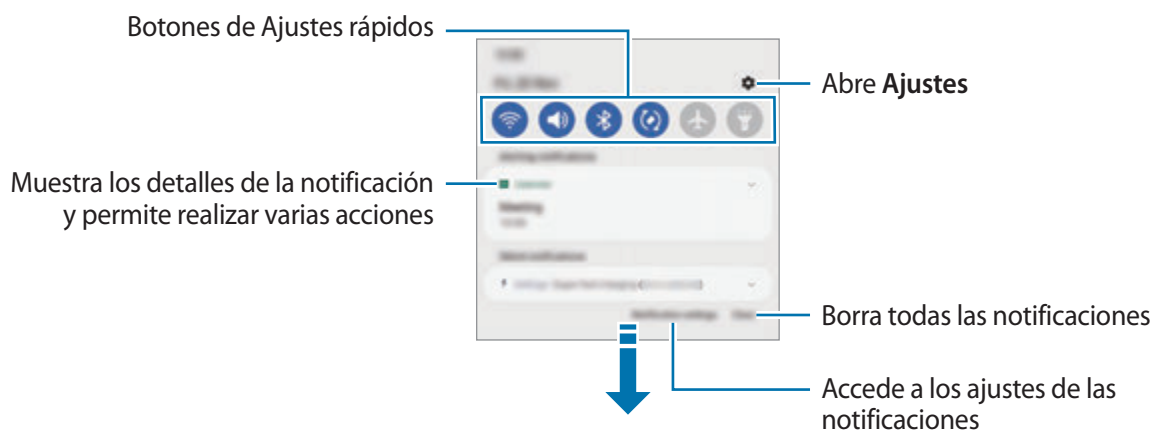 Botones de Ajustes rápidos
Abre Ajustes
Muestra los detalles de la notificación
y permite realizar varias acciones
Meeting
Borra todas las notificaciones
Accede a los ajustes de las
notificaciones